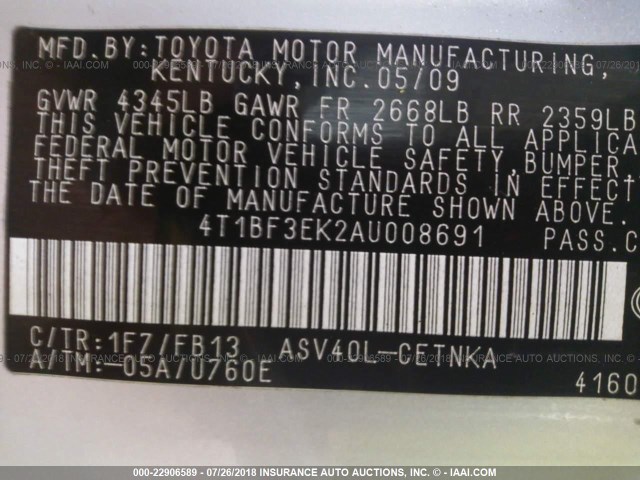 MFD. BY: TOYOTA MOTOR MANUFACTURING,
KENTUCKY, INC. 05/09
GVWR 4345LB GAWR FR 2668LB RR 2359LB
THIS VEHICLE CONFORMS TO ALL APPLICA
FEDERAL MOTOR VEHICLE SAFETY, BUMPER,
THEFT PREVENTION STANDARDS IN EFFECT
THE DATE OF MANUFACTURE SHOWN ABOVE.
4T1BF3EK2AU008691 PASS.C
C/TR: 1F7/FB13 ASV40L-CETNKA
A/TM: -05A/U760E
4160
000-22906589 - 07/26/2018 INSURANCE AUTO AUCTIONS, INC. © - IAAI.COM